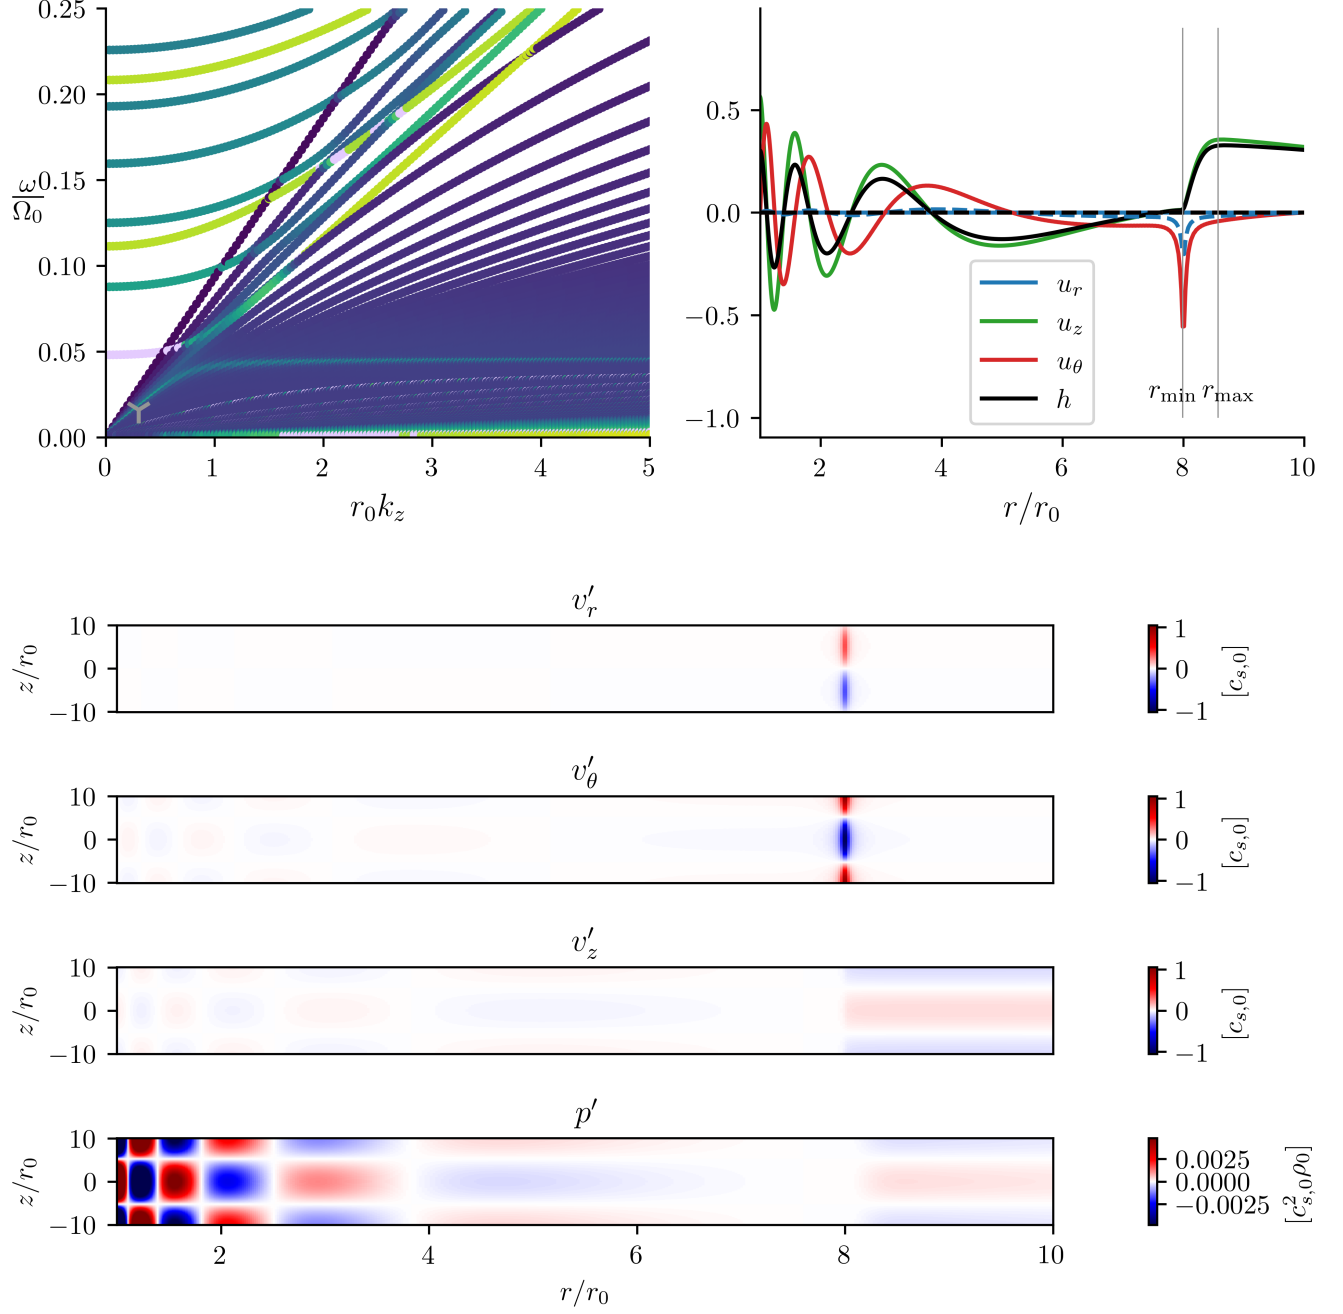 0.25
0.20
0.15
0.10
0.05
0.00
ω
Ω₀
0 1 2 3 4 5
r₀k_z
0.5
0.0
−0.5
−1.0
u_r
u_z
u_θ
h
r_min r_max
2 4 6 8 10
r/r₀
v′_r
10
0
−10
z/r₀
1
0
−1
[c_{s,0}]
v′_θ
10
0
−10
z/r₀
1
0
−1
[c_{s,0}]
v′_z
10
0
−10
z/r₀
1
0
−1
[c_{s,0}]
p′
10
0
−10
z/r₀
0.0025
0.0000
−0.0025
[c²_{s,0}ρ₀]
2 4 6 8 10
r/r₀